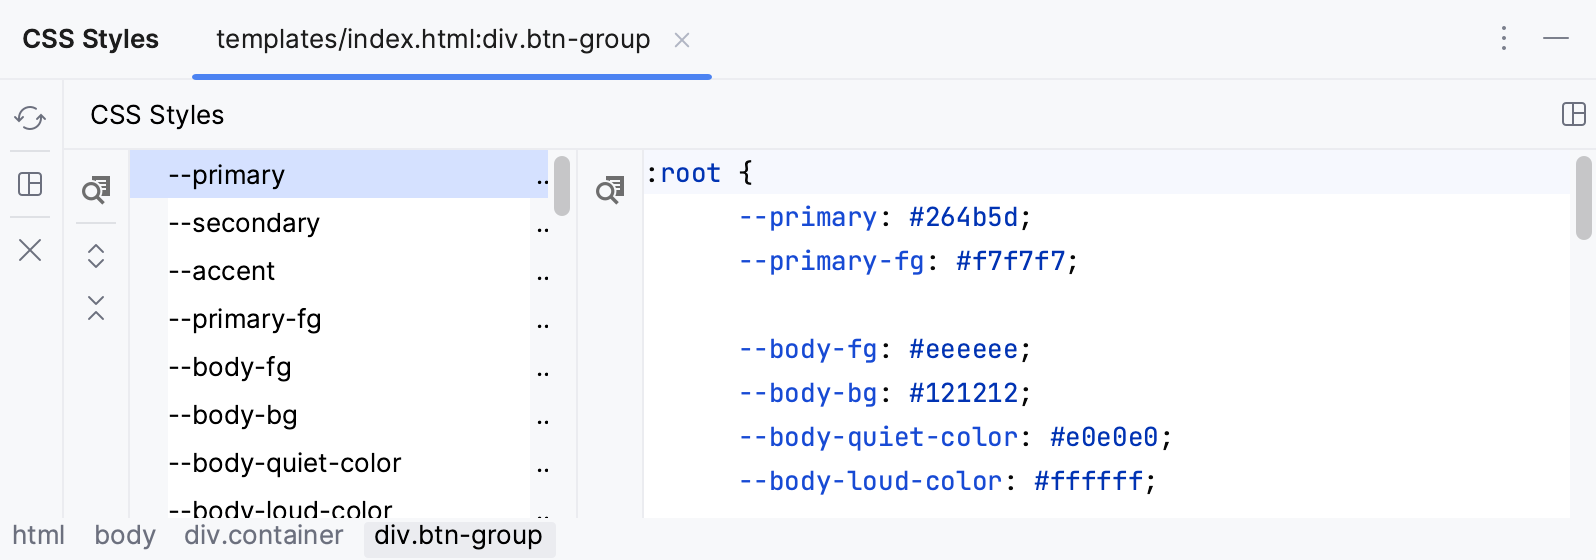 CSS Styles templates/index.html:div.btn-group
CSS Styles
--primary ..
--secondary ..
--accent ..
--primary-fg ..
--body-fg ..
--body-bg ..
--body-quiet-color ..
--body-loud-color ..
:root {
--primary: #264b5d;
--primary-fg: #f7f7f7;
--body-fg: #eeeeee;
--body-bg: #121212;
--body-quiet-color: #e0e0e0;
--body-loud-color: #ffffff;
html body div.container div.btn-group